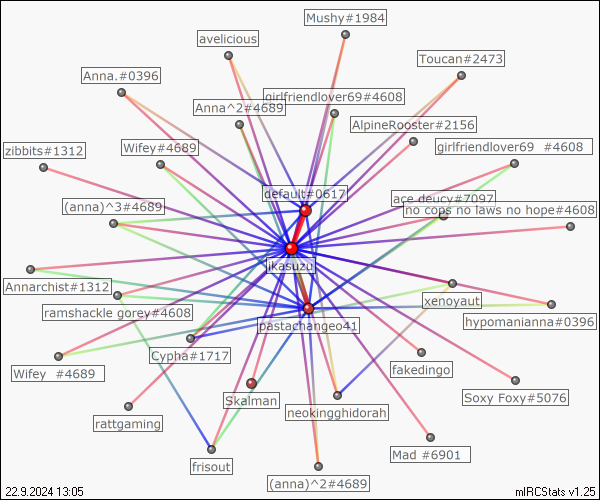 Mushy#1984
avelicious
Toucan#2473
Anna.#0396
girlfriendlover69#4608
Anna^2#4689
AlpineRooster#2156
girlfriendlover69  #4608
zibbits#1312
Wifey#4689
default#0617
ace deucy#7097
(anna)^3#4689
no cops no laws no hope#4608
ikasuzu
Annarchist#1312
xenoyaut
ramshackle gorey#4608
hypomanianna#0396
pastachangeo41
Cypha#1717
fakedingo
Wifey  #4689
Soxy Foxy#5076
Skalman
neokingghidorah
rattgaming
Mad #6901
frisout
(anna)^2#4689
22.9.2024 13:05
mIRCStats v1.25